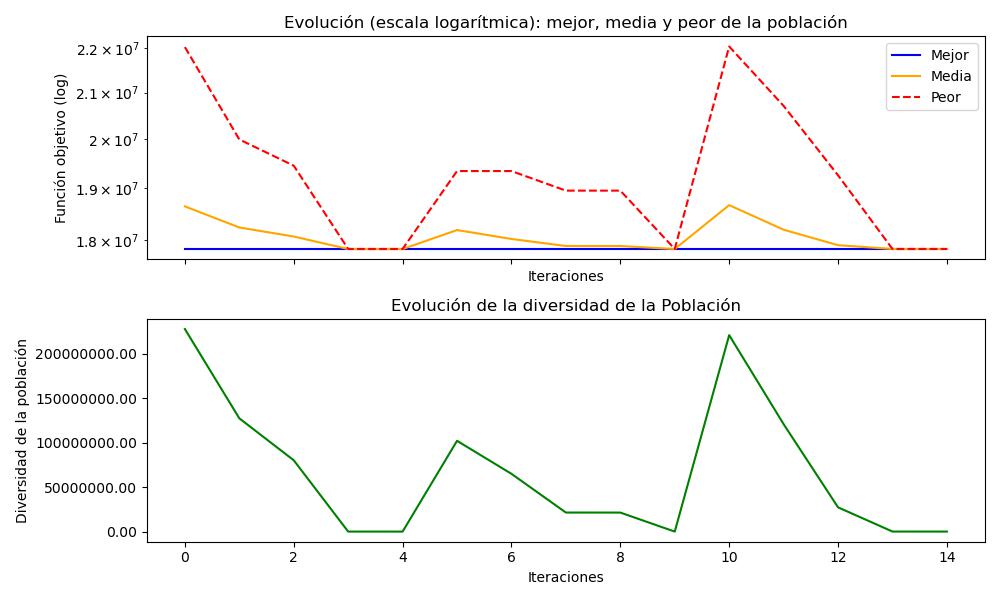 Evolución (escala logarítmica): mejor, media y peor de la población
Función objetivo (log)
2.2 × 10^7
2.1 × 10^7
2 × 10^7
1.9 × 10^7
1.8 × 10^7
Mejor
Media
Peor
Iteraciones
Evolución de la diversidad de la Población
Diversidad de la población
200000000.00
150000000.00
100000000.00
50000000.00
0.00
0 2 4 6 8 10 12 14
Iteraciones